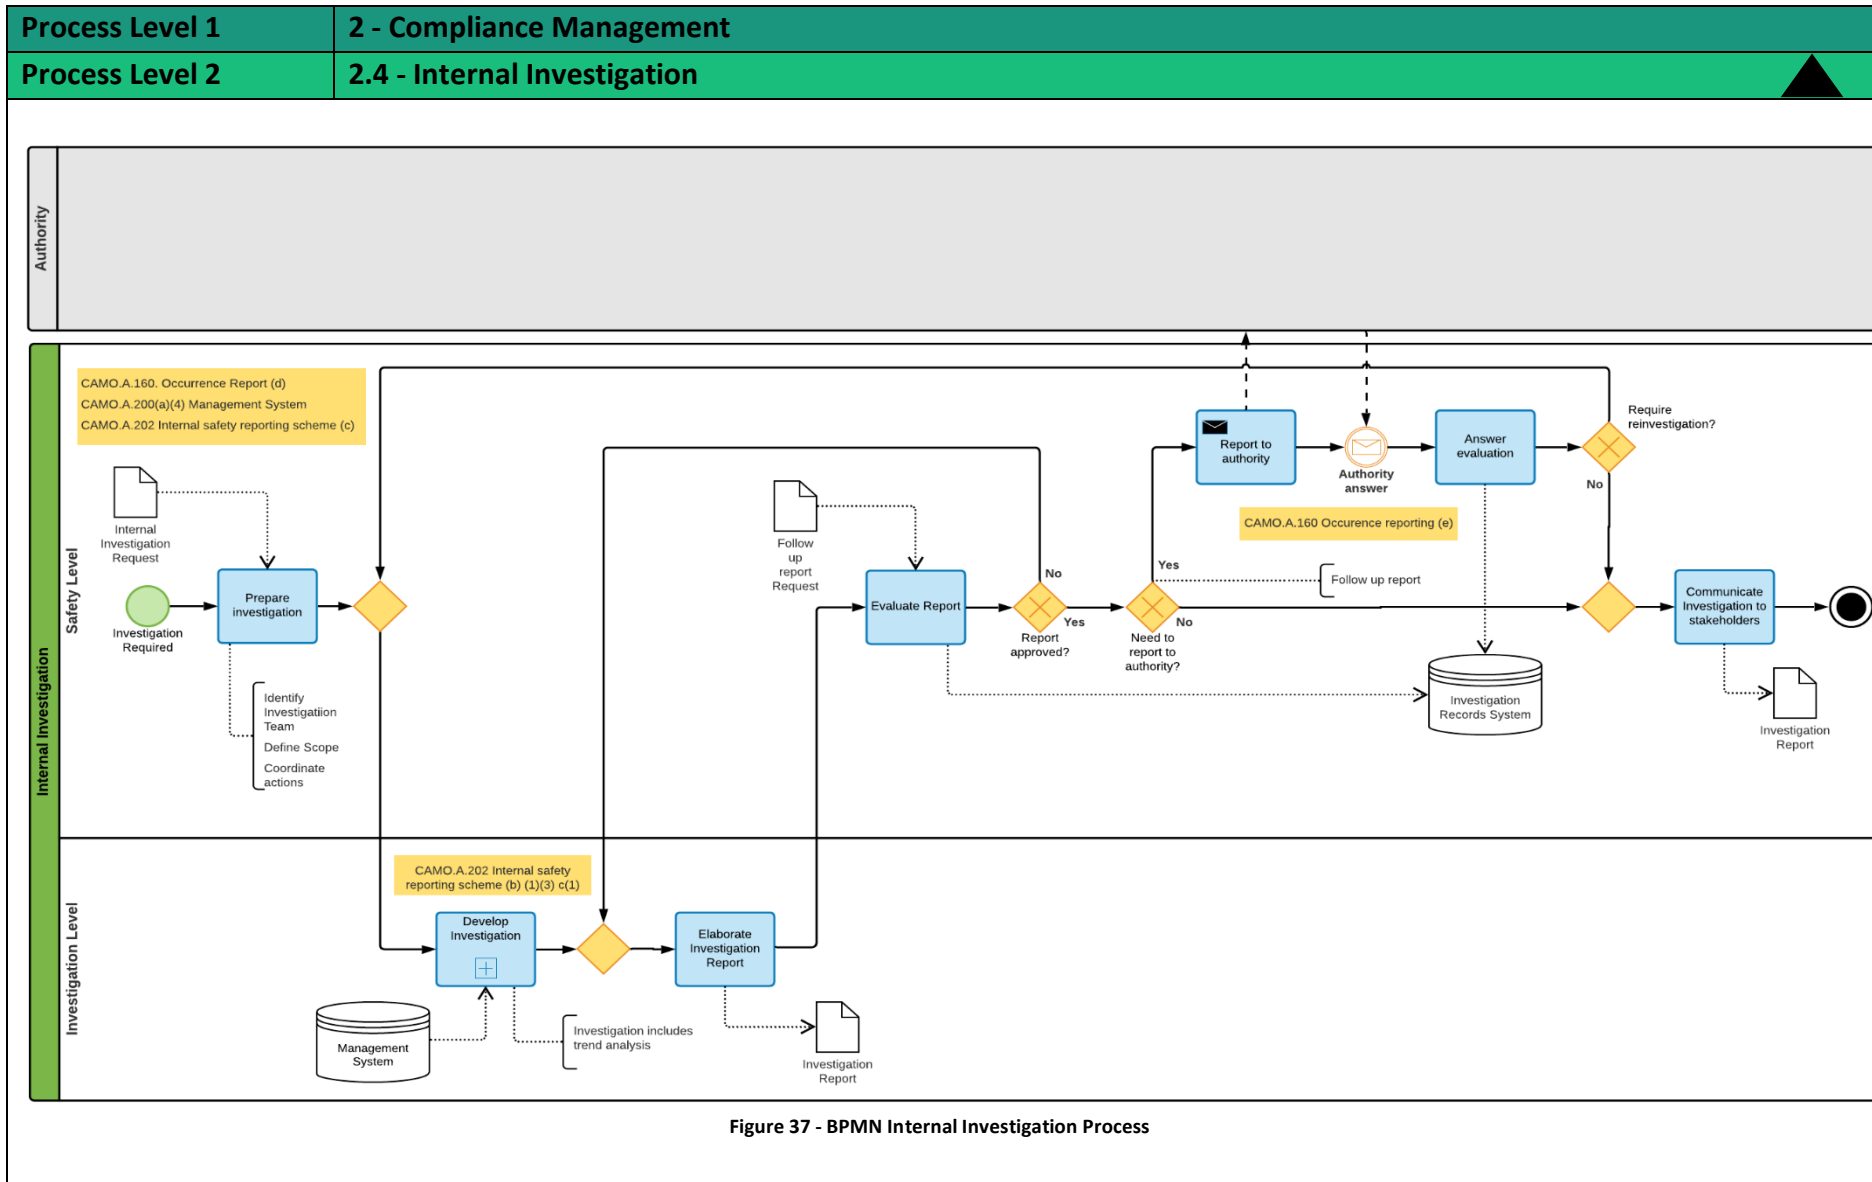 Process Level 1
2 - Compliance Management
Process Level 2
2.4 - Internal Investigation
Authority
Internal Investigation
Safety Level
CAMO.A.160. Occurrence Report (d)
CAMO.A.200(a)(4) Management System
CAMO.A.202 Internal safety reporting scheme (c)
Internal
Investigation
Request
Investigation
Required
Prepare
investigation
Identify
Investigatiion
Team
Define Scope
Coordinate
actions
Follow
up
report
Request
Evaluate Report
No
Yes
Report
approved?
Yes
No
Need to
report to
authority?
Report to
authority
Authority
answer
Answer
evaluation
Require
reinvestigation?
No
CAMO.A.160 Occurence reporting (e)
Follow up report
Investigation
Records System
Communicate
Investigation to
stakeholders
Investigation
Report
Investigation Level
CAMO.A.202 Internal safety
reporting scheme (b) (1)(3) c(1)
Develop
Investigation
Elaborate
Investigation
Report
Management
System
Investigation includes
trend analysis
Investigation
Report
Figure 37 - BPMN Internal Investigation Process